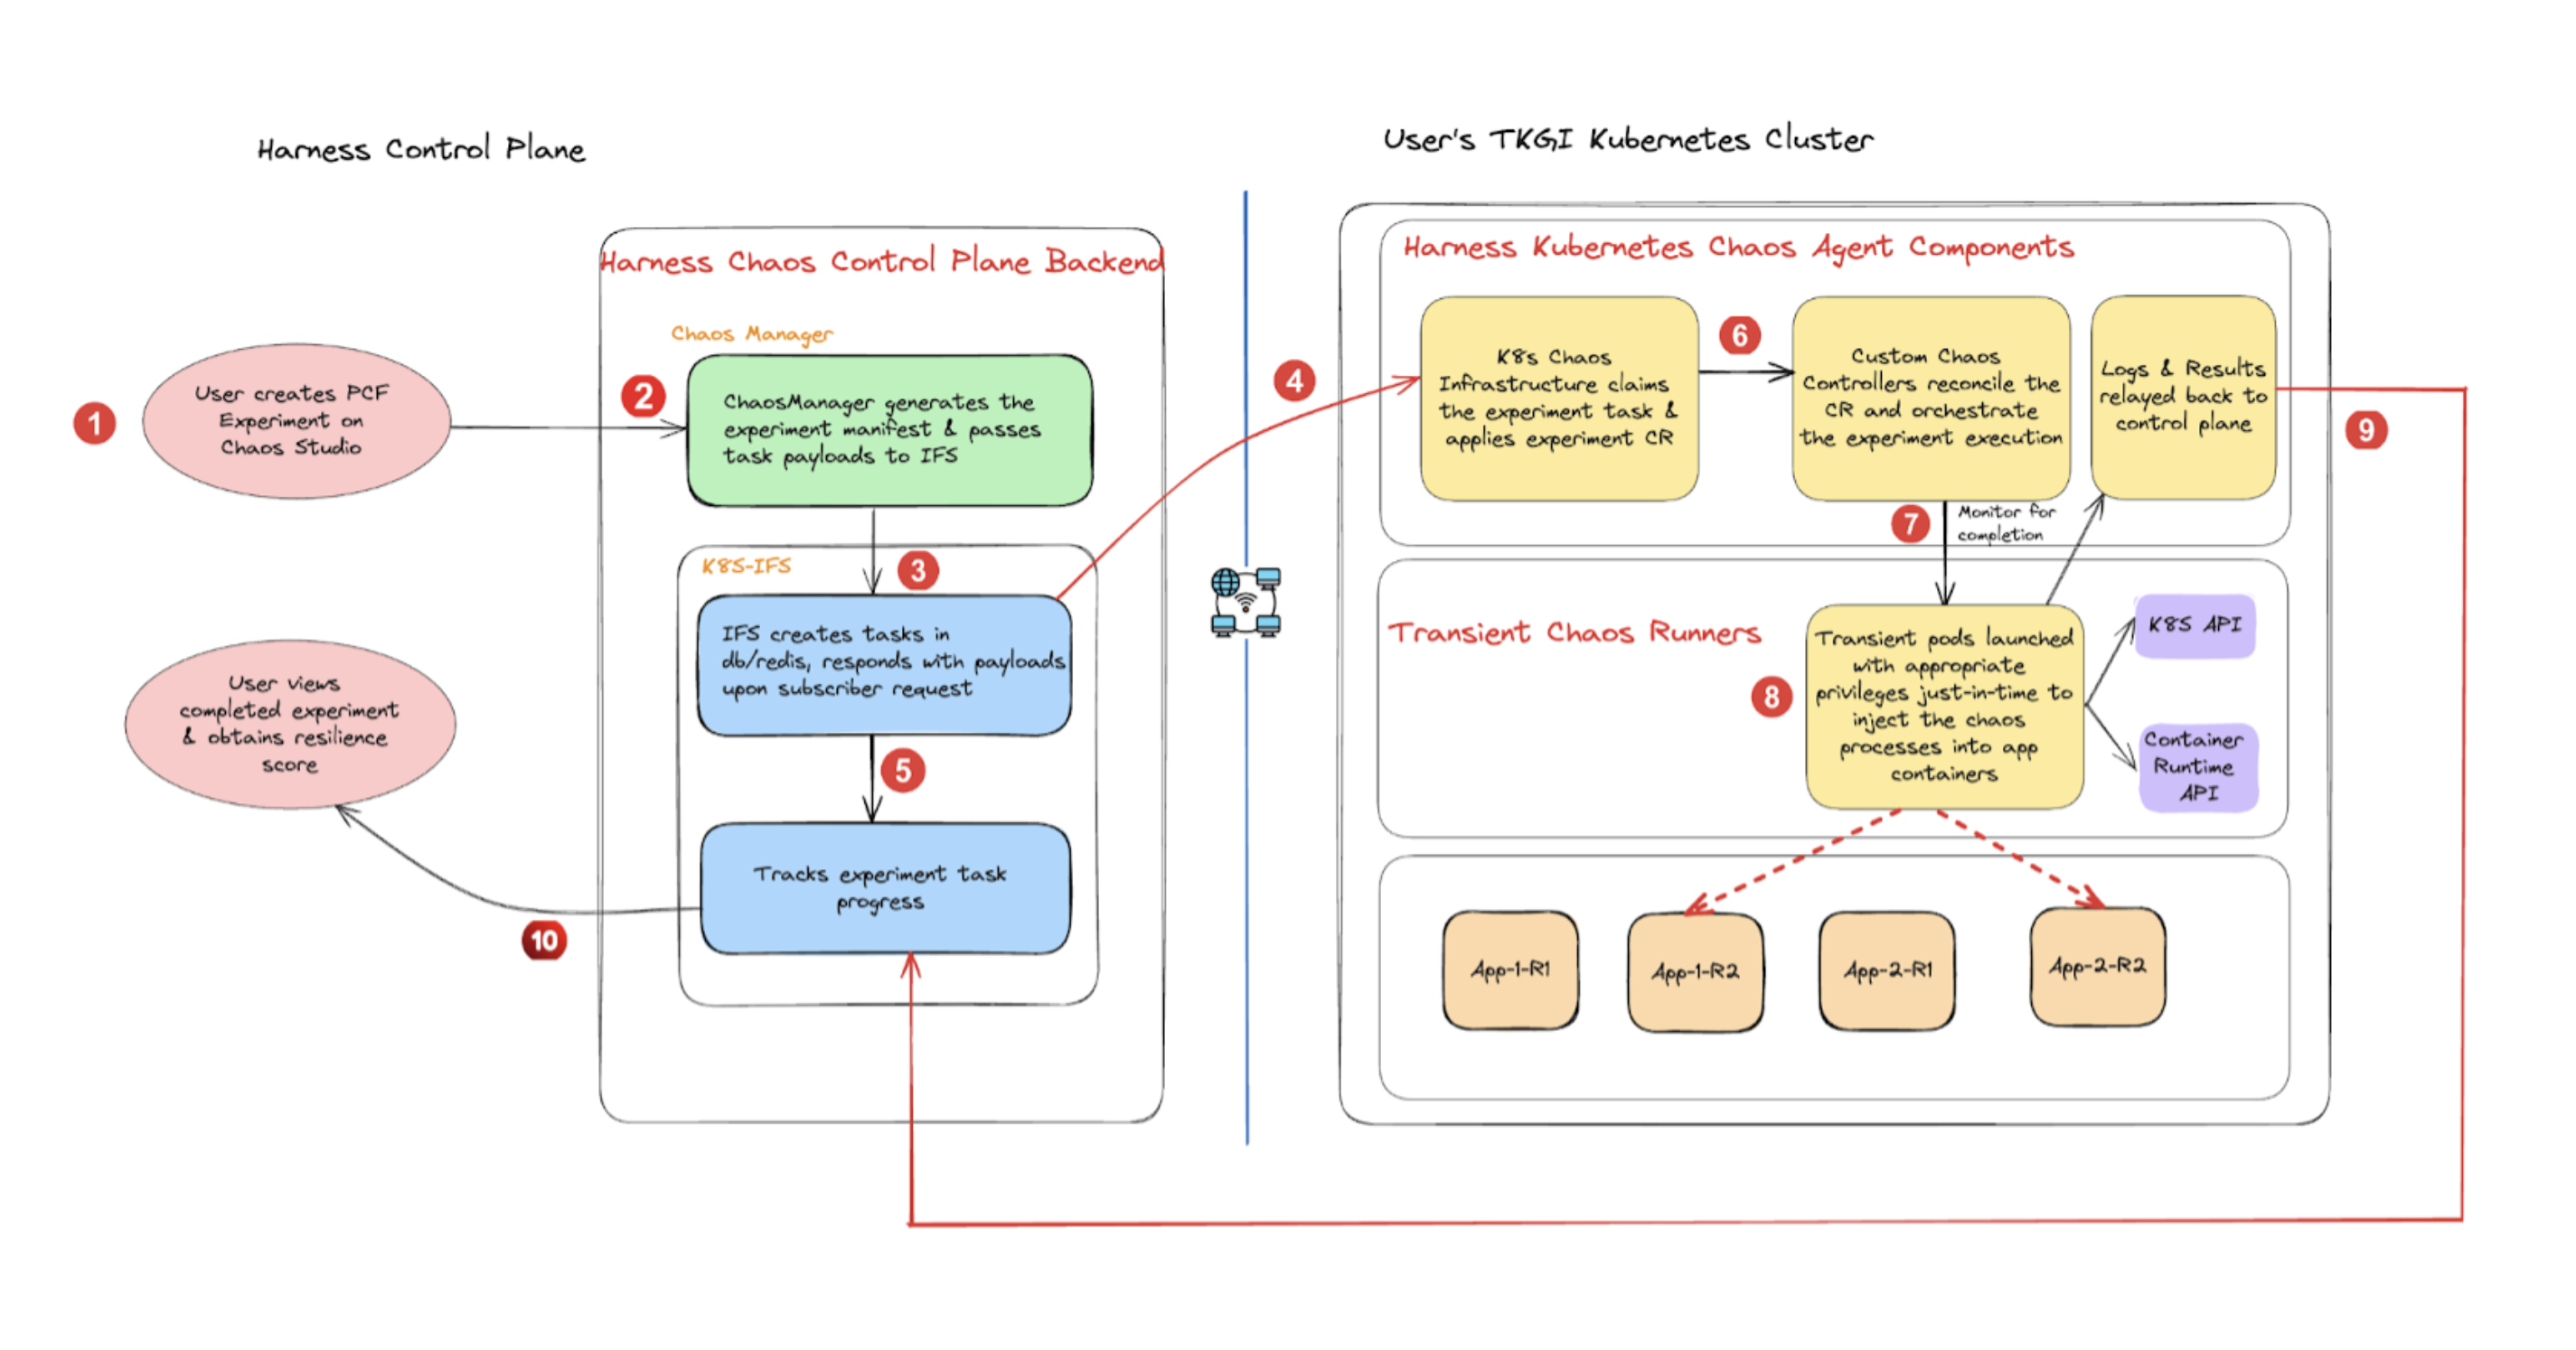 Harness Control Plane
User's TKGI Kubernetes Cluster
Harness Chaos Control Plane Backend
Chaos Manager
1
User creates PCF
Experiment on
Chaos Studio
2
ChaosManager generates the
experiment manifest & passes
task payloads to IFS
K8S-IFS
3
IFS creates tasks in
db/redis, responds with payloads
upon subscriber request
4
5
Tracks experiment task
progress
User views
completed experiment
& obtains resilience
score
10
Harness Kubernetes Chaos Agent Components
K8s Chaos
Infrastructure claims
the experiment task &
applies experiment CR
6
Custom Chaos
Controllers reconcile the
CR and orchestrate
the experiment execution
Logs & Results
relayed back to
control plane
9
7
Monitor for
completion
Transient Chaos Runners
8
Transient pods launched
with appropriate
privileges just-in-time to
inject the chaos
processes into app
containers
K8S API
Container
Runtime
API
App-1-R1
App-1-R2
App-2-R1
App-2-R2